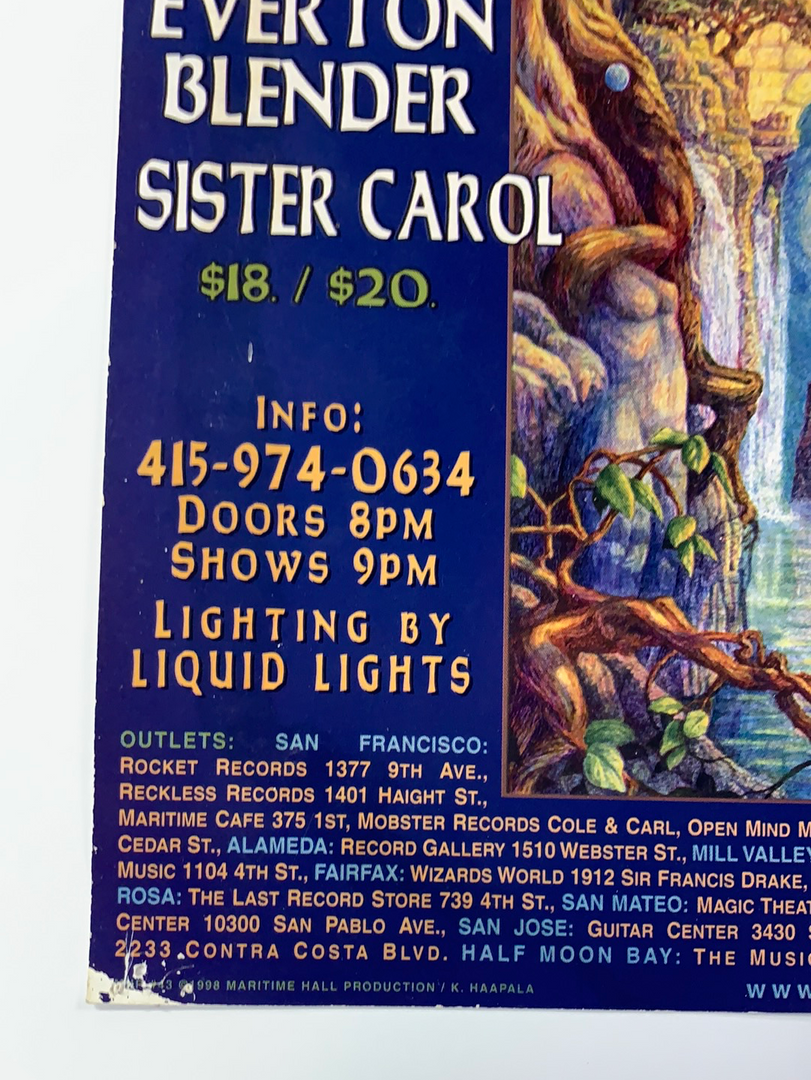 EVERTON
BLENDER
SISTER CAROL
$18. / $20.
INFO:
415-974-0634
DOORS 8PM
SHOWS 9PM
LIGHTING BY
LIQUID LIGHTS
OUTLETS: SAN FRANCISCO:
ROCKET RECORDS 1377 9TH AVE.,
RECKLESS RECORDS 1401 HAIGHT ST.,
MARITIME CAFE 375 1ST, MOBSTER RECORDS COLE & CARL, OPEN MIND
CEDAR ST., ALAMEDA: RECORD GALLERY 1510 WEBSTER ST., MILL VALLEY
MUSIC 1104 4TH ST., FAIRFAX: WIZARDS WORLD 1912 SIR FRANCIS DRAKE,
ROSA: THE LAST RECORD STORE 739 4TH ST., SAN MATEO: MAGIC THEAT
CENTER 10300 SAN PABLO AVE., SAN JOSE: GUITAR CENTER 3430
2233 CONTRA COSTA BLVD. HALF MOON BAY: THE MUSIC
©1998 MARITIME HALL PRODUCTION / K. HAAPALA
WWW